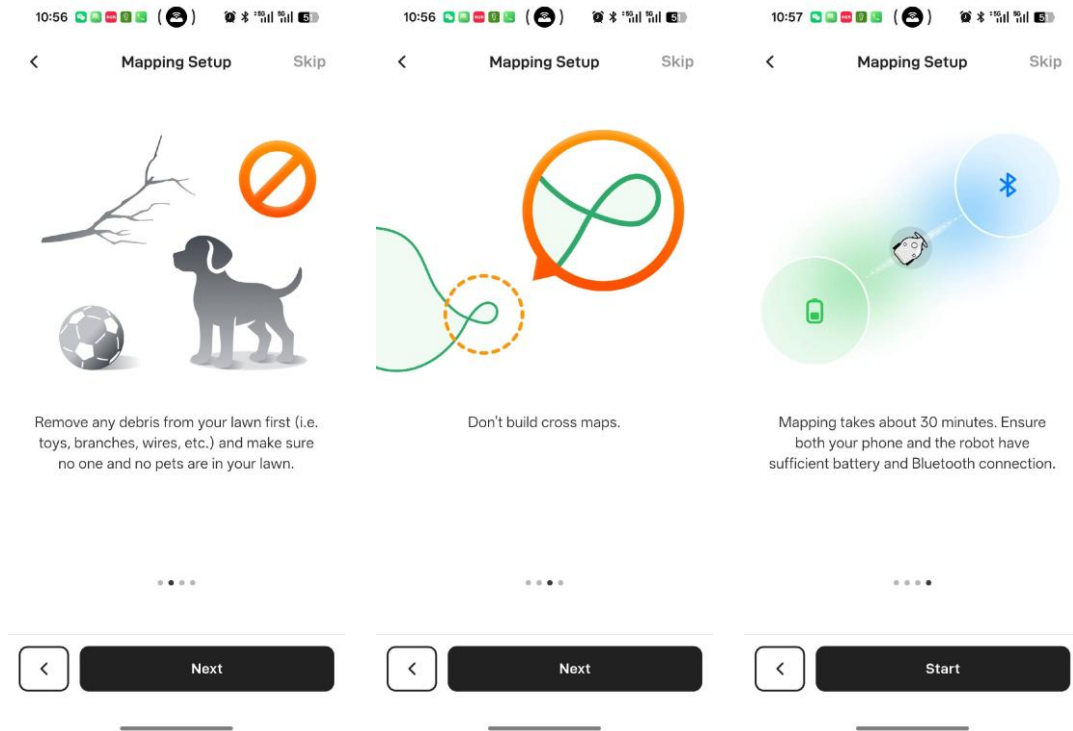 10:56
Mapping Setup
Skip
Remove any debris from your lawn first (i.e.
toys, branches, wires, etc.) and make sure
no one and no pets are in your lawn.
Next
10:56
Mapping Setup
Skip
Don't build cross maps.
Next
10:57
Mapping Setup
Skip
Mapping takes about 30 minutes. Ensure
both your phone and the robot have
sufficient battery and Bluetooth connection.
Start